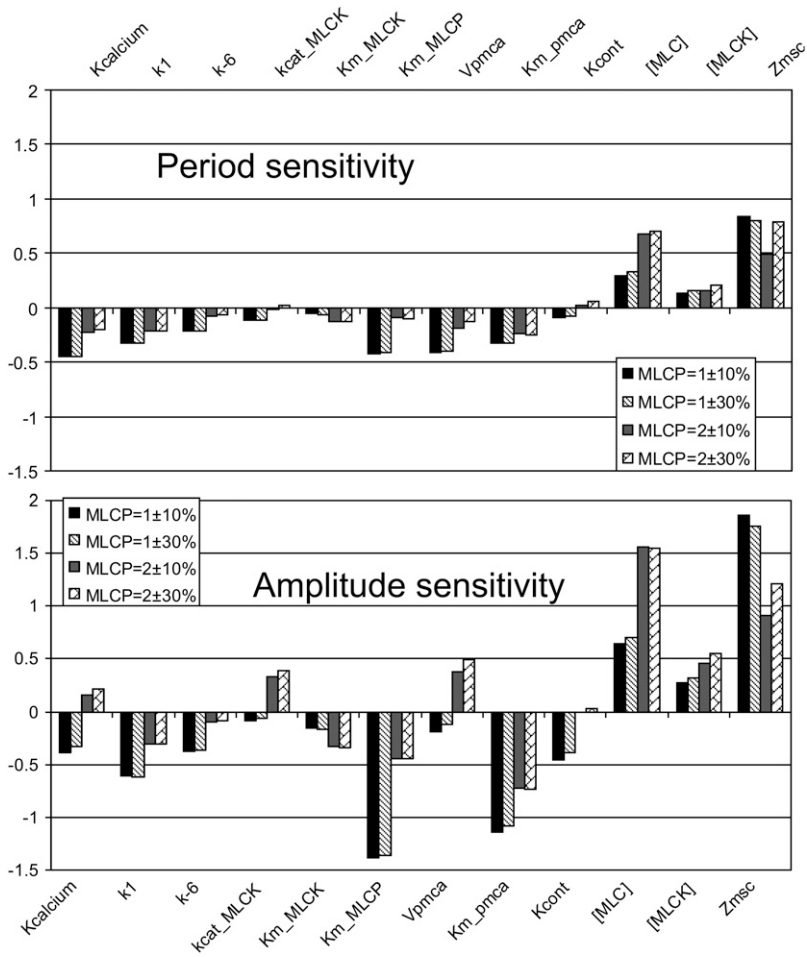 Kcalcium
k1
k-6
kcat_MLCK
Km_MLCK
Km_MLCP
Vpmca
Km_pmca
Kcont
[MLC]
[MLCK]
Zmsc
2
1.5
1
0.5
0
-0.5
-1
-1.5
Period sensitivity
MLCP=1±10%
MLCP=1±30%
MLCP=2±10%
MLCP=2±30%
2
1.5
1
0.5
0
-0.5
-1
-1.5
MLCP=1±10%
MLCP=1±30%
MLCP=2±10%
MLCP=2±30%
Amplitude sensitivity
Kcalcium
k1
k-6
kcat_MLCK
Km_MLCK
Km_MLCP
Vpmca
Km_pmca
Kcont
[MLC]
[MLCK]
Zmsc